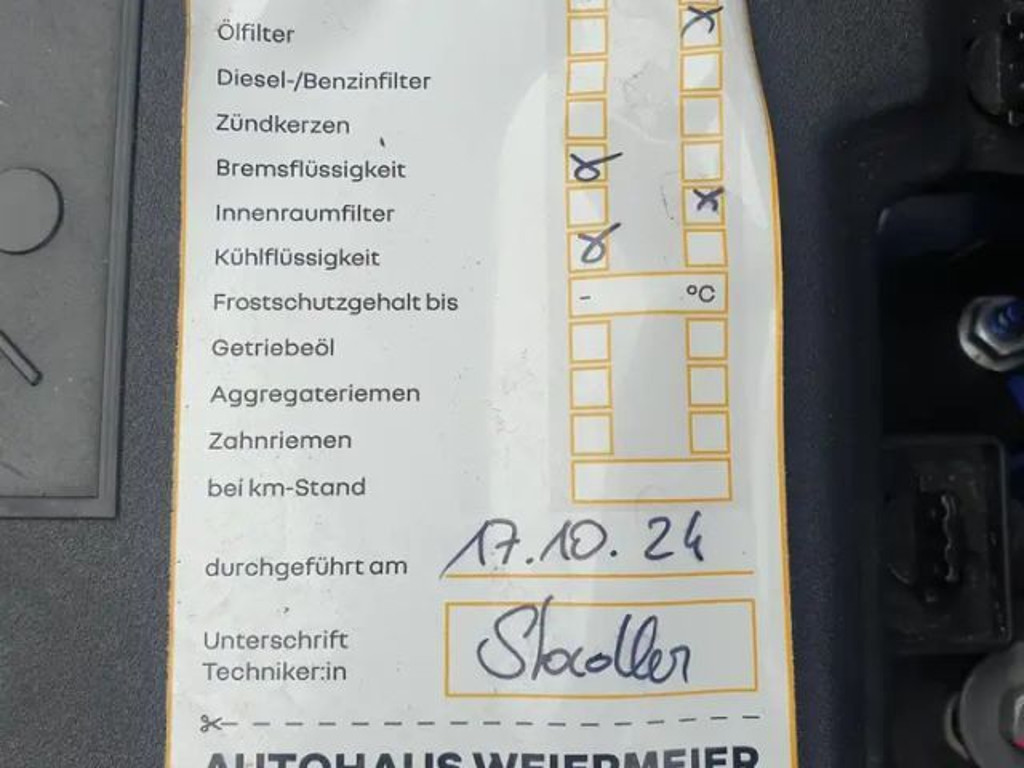 Ölfilter
Diesel-/Benzinfilter
Zündkerzen
Bremsflüssigkeit
Innenraumfilter
Kühlflüssigkeit
Frostschutzgehalt bis - °C
Getriebeöl
Aggregateriemen
Zahnriemen
bei km-Stand
durchgeführt am 17.10.24
Unterschrift
Techniker:in
Stadler
AUTOHAUS WEIERMEIER